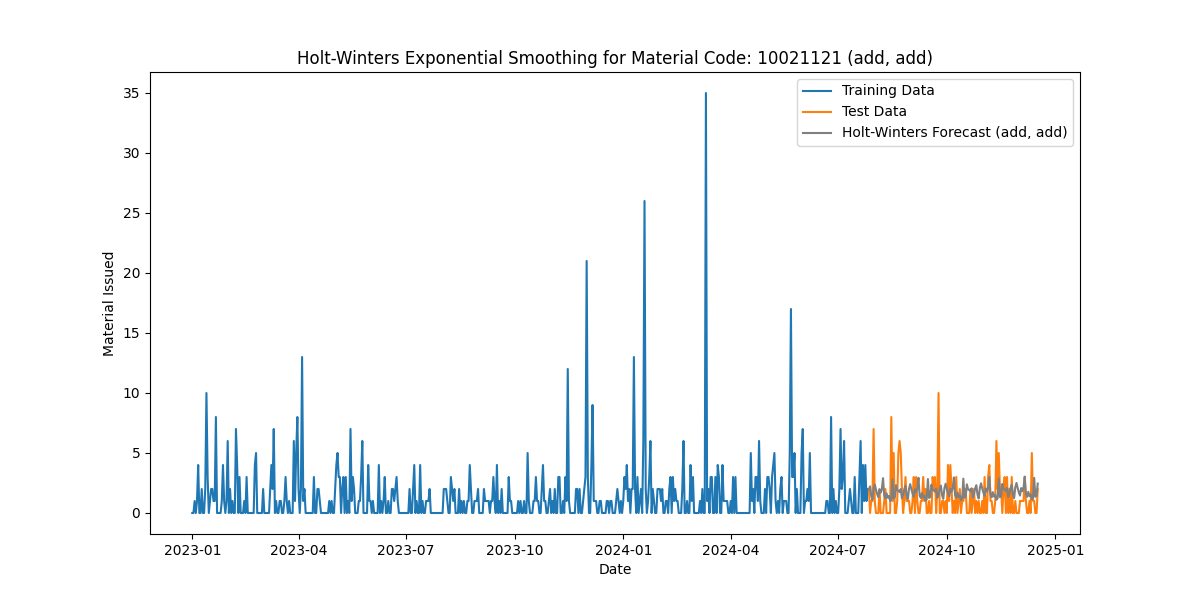 Holt-Winters Exponential Smoothing for Material Code: 10021121 (add, add)
Training Data
Test Data
Holt-Winters Forecast (add, add)
Material Issued
35
30
25
20
15
10
5
0
2023-01 2023-04 2023-07 2023-10 2024-01 2024-04 2024-07 2024-10 2025-01
Date